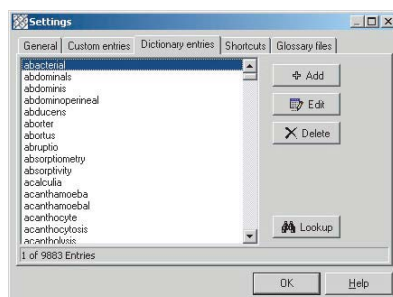 Settings
General Custom entries Dictionary entries Shortcuts Glossary files
abacterial
abdominals
abdominis
abdominoperineal
abducens
aborter
abortus
abruptio
absorptiometry
absorptivity
acalculia
acanthamoeba
acanthamoebal
acanthocyte
acanthocytosis
acantholysis
Add
Edit
Delete
Lookup
1 of 9883 Entries
OK Help